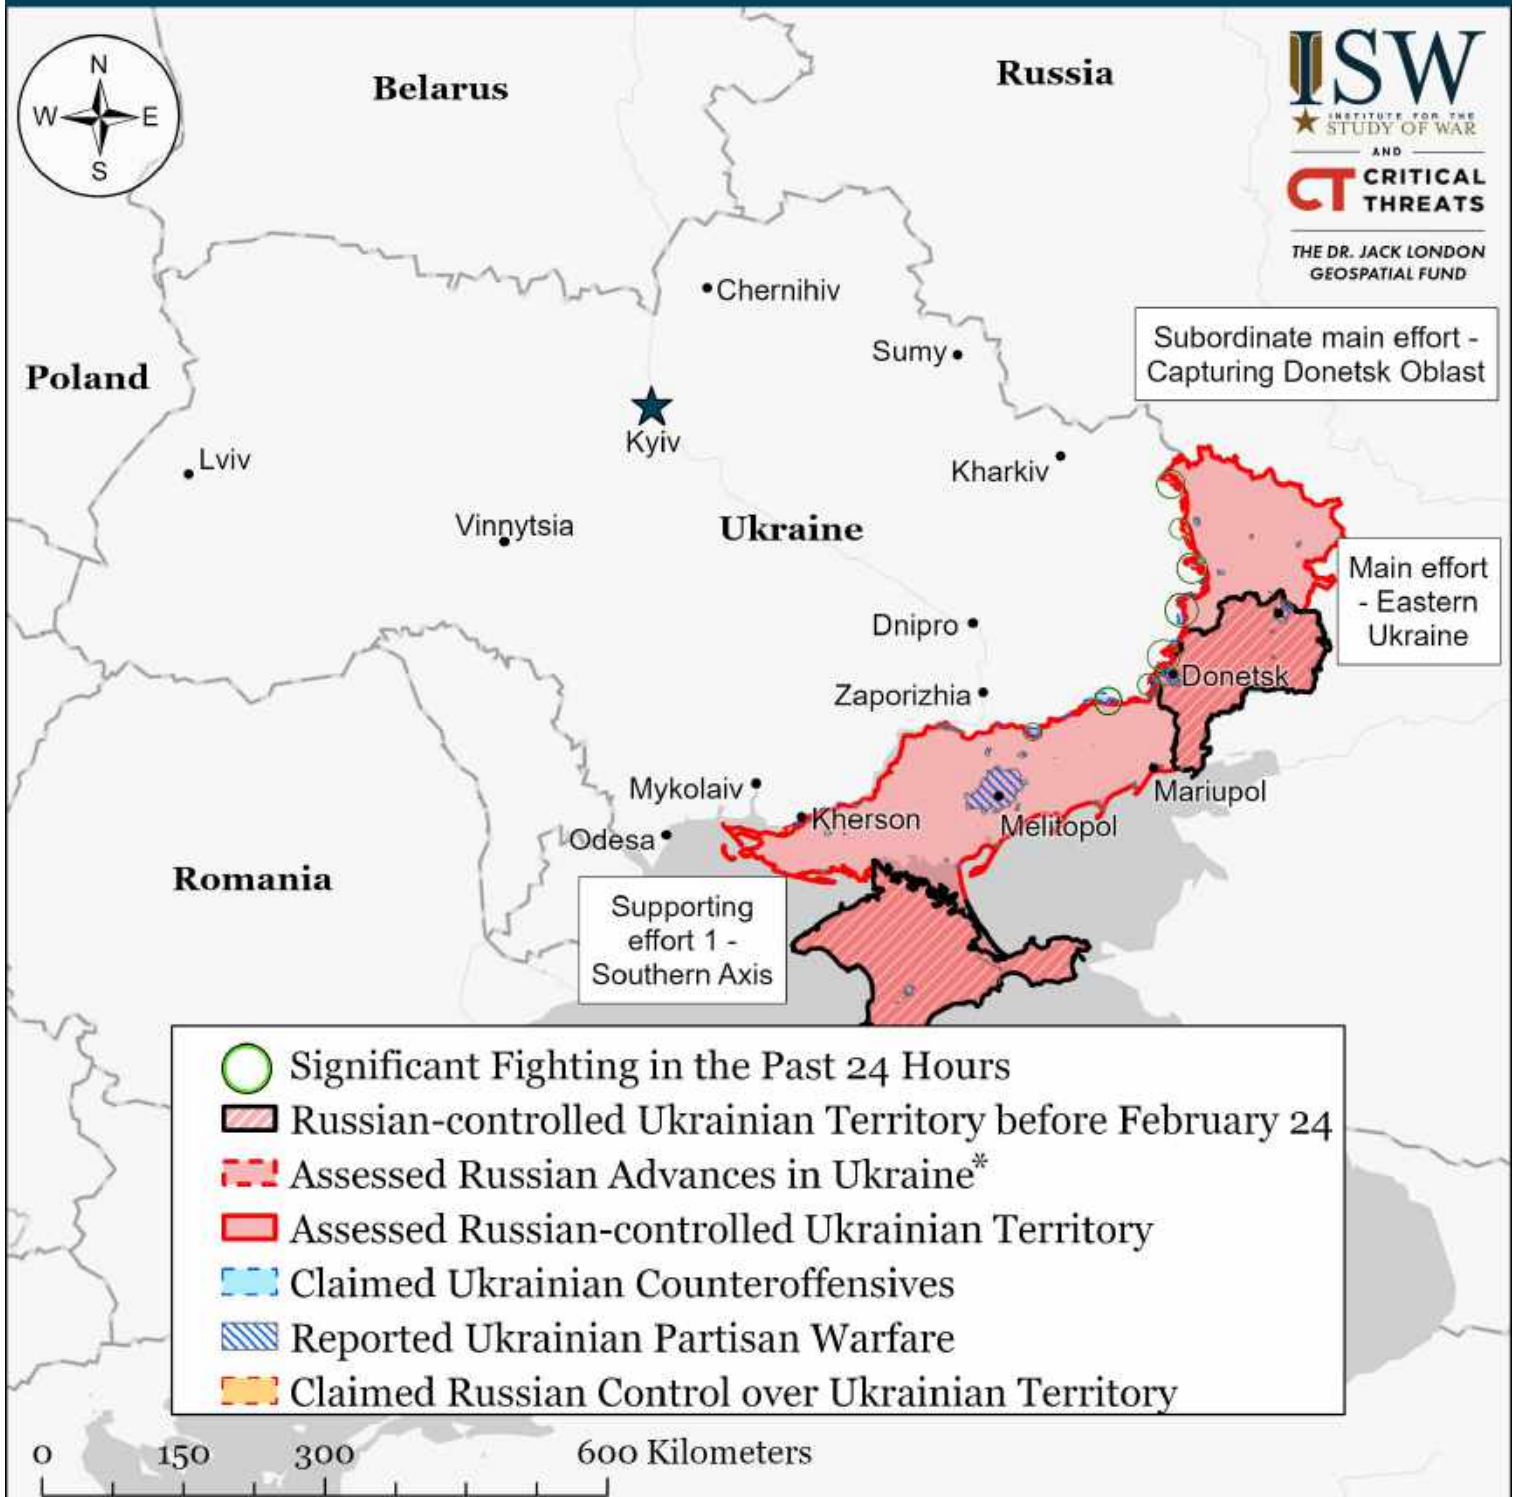 N
W
E
S
Belarus
Russia
ISW
INSTITUTE FOR THE
STUDY OF WAR
AND
CT CRITICAL
THREATS
THE DR. JACK LONDON
GEOSPATIAL FUND
Chernihiv
Subordinate main effort -
Capturing Donetsk Oblast
Sumy
Poland
Kyiv
Lviv
Kharkiv
Vinnytsia
Ukraine
Main effort
- Eastern
Ukraine
Dnipro
Donetsk
Zaporizhia
Mykolaiv
Mariupol
Kherson
Melitopol
Odesa
Romania
Supporting
effort 1 -
Southern Axis
Significant Fighting in the Past 24 Hours
Russian-controlled Ukrainian Territory before February 24
Assessed Russian Advances in Ukraine*
Assessed Russian-controlled Ukrainian Territory
Claimed Ukrainian Counteroffensives
Reported Ukrainian Partisan Warfare
Claimed Russian Control over Ukrainian Territory
0 150 300 600 Kilometers